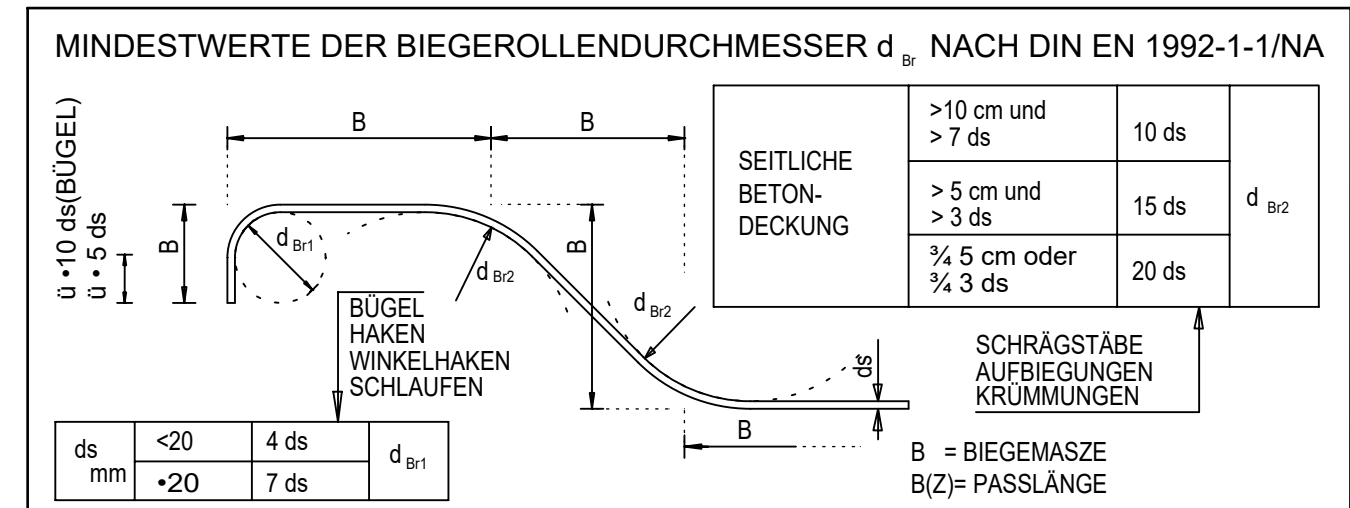 MINDESTWERTE DER BIEGEROLLENDURCHMESSER d Br NACH DIN EN 1992-1-1/NA
ü •10 ds(BÜGEL)
ü • 5 ds
B
B
B
B
d Br1
d Br2
d Br2
ds
B
BÜGEL
HAKEN
WINKELHAKEN
SCHLAUFEN
SEITLICHE
BETON-
DECKUNG
>10 cm und
> 7 ds
10 ds
> 5 cm und
> 3 ds
15 ds
¾ 5 cm oder
¾ 3 ds
20 ds
d Br2
SCHRÄGSTÄBE
AUFBIEGUNGEN
KRÜMMUNGEN
ds
mm
<20
4 ds
•20
7 ds
d Br1
B = BIEGEMASZE
B(Z)= PASSLÄNGE